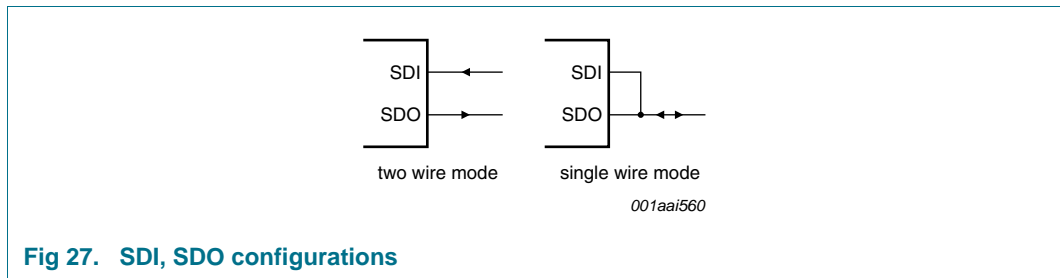 SDI
SDO
two wire mode
SDI
SDO
single wire mode
001aai560
Fig 27. SDI, SDO configurations